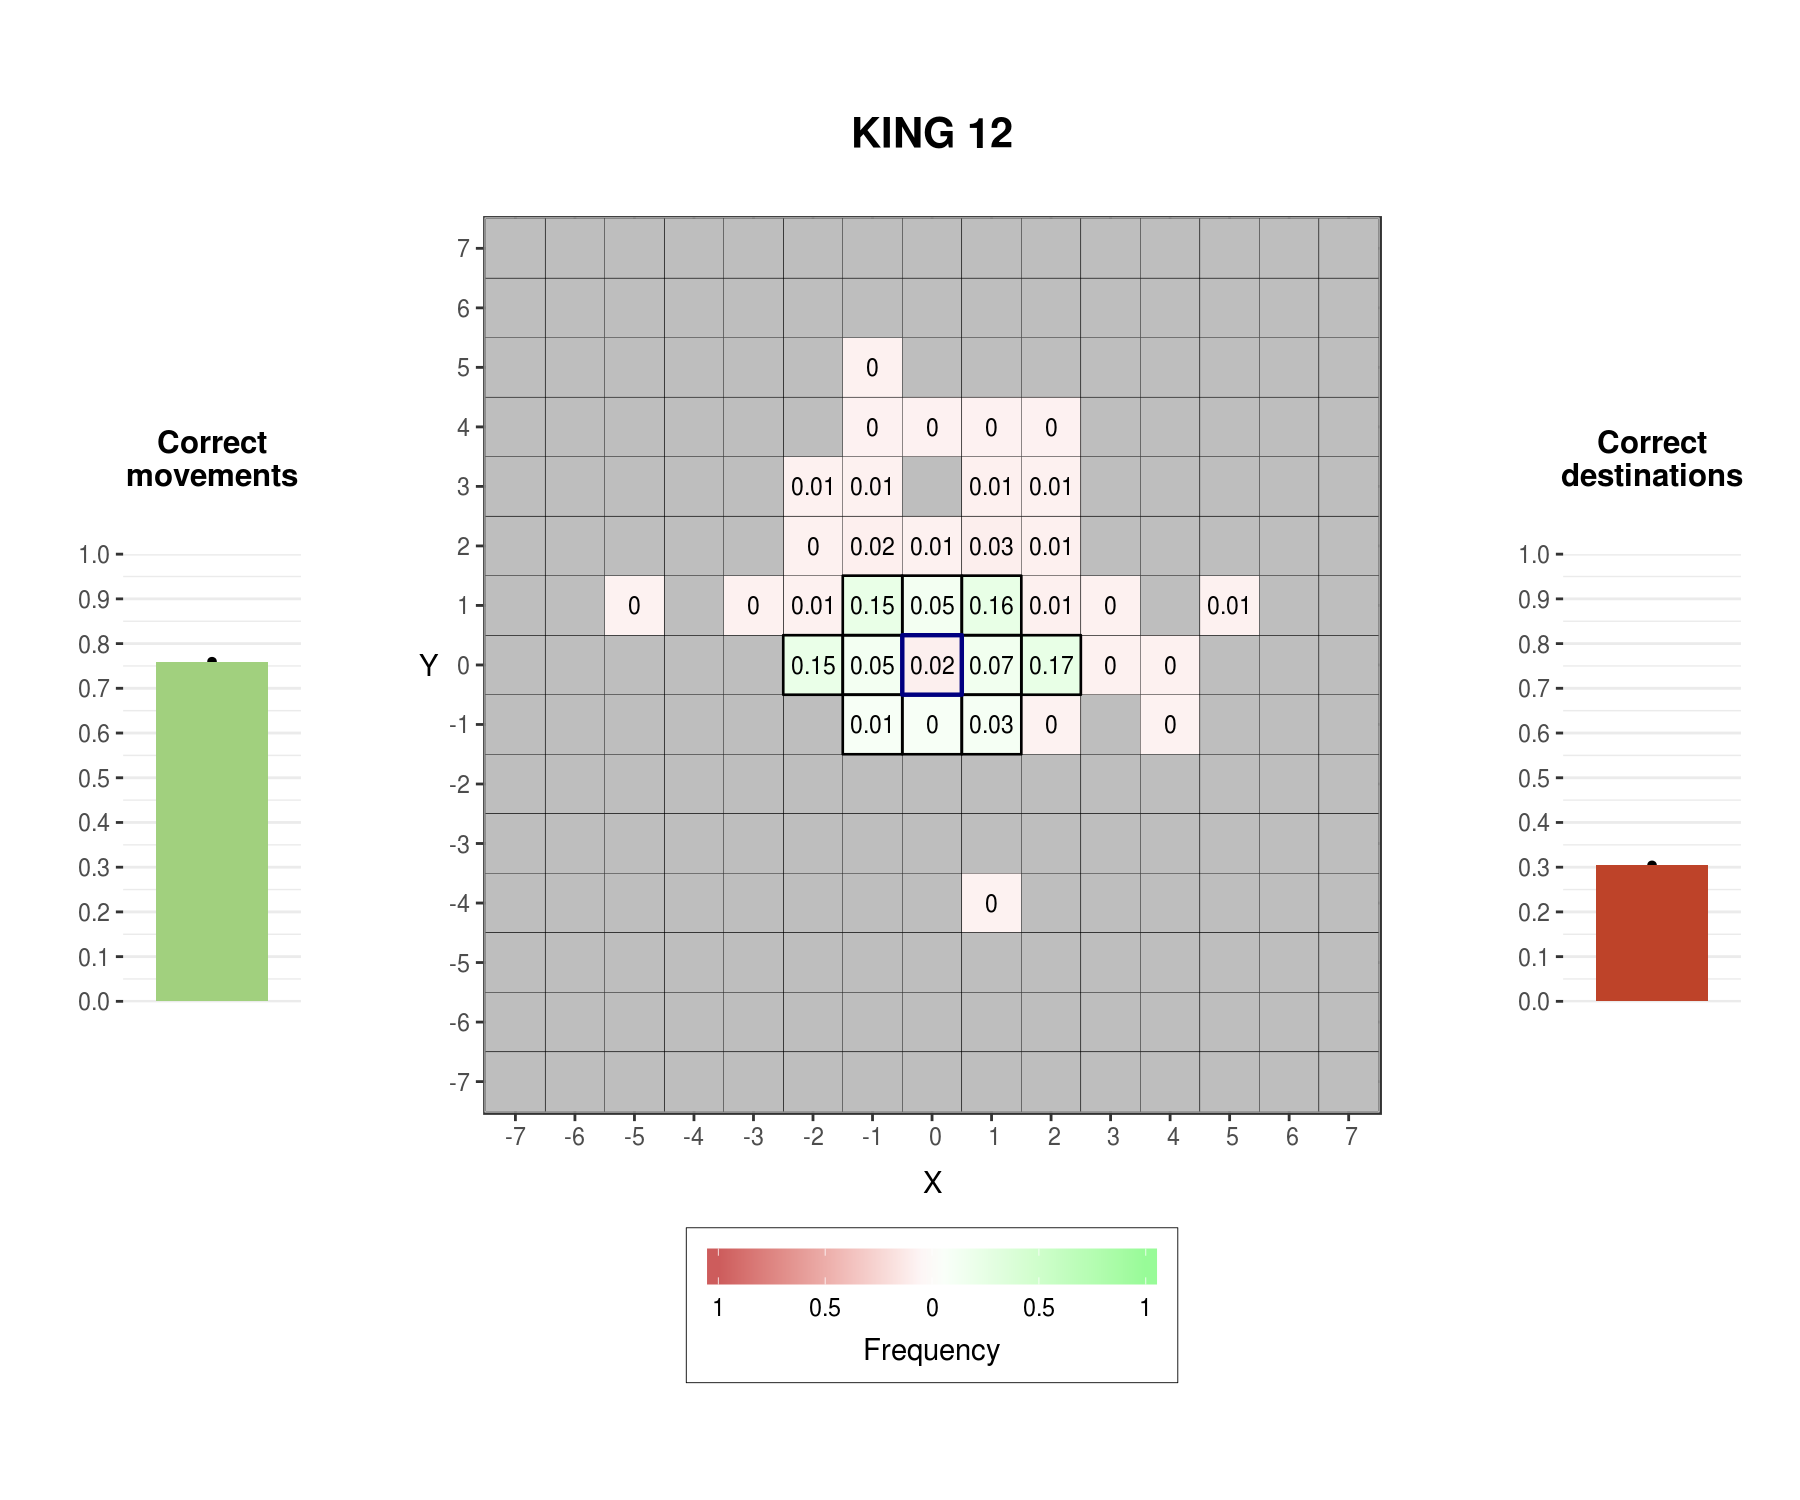 KING 12
Correct
movements
1.0
0.9
0.8
0.7
0.6
0.5
0.4
0.3
0.2
0.1
0.0
Y
7
6
5 0
4 0 0 0 0
3 0.01 0.01 0.01 0.01
2 0 0.02 0.01 0.03 0.01
1 0 0 0.01 0.15 0.05 0.16 0.01 0 0.01
0 0.15 0.05 0.02 0.07 0.17 0 0
-1 0.01 0 0.03 0 0
-2
-3
-4 0
-5
-6
-7
-7 -6 -5 -4 -3 -2 -1 0 1 2 3 4 5 6 7
X
1 0.5 0 0.5 1
Frequency
Correct
destinations
1.0
0.9
0.8
0.7
0.6
0.5
0.4
0.3
0.2
0.1
0.0